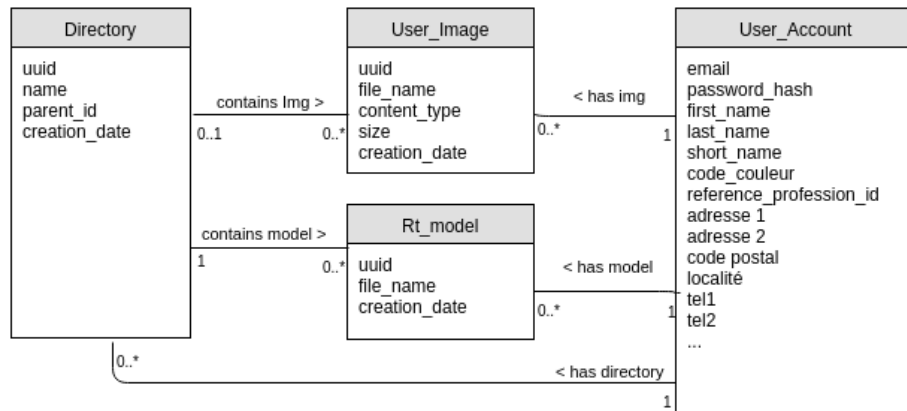 Directory
uuid
name
parent_id
creation_date
contains Img >
0..1
0..*
User_Image
uuid
file_name
content_type
size
creation_date
< has img
0..*
1
User_Account
email
password_hash
first_name
last_name
short_name
code_couleur
reference_profession_id
adresse 1
adresse 2
code postal
localité
tel1
tel2
...
contains model >
1
0..*
Rt_model
uuid
file_name
creation_date
< has model
0..*
1
0..*
< has directory
1